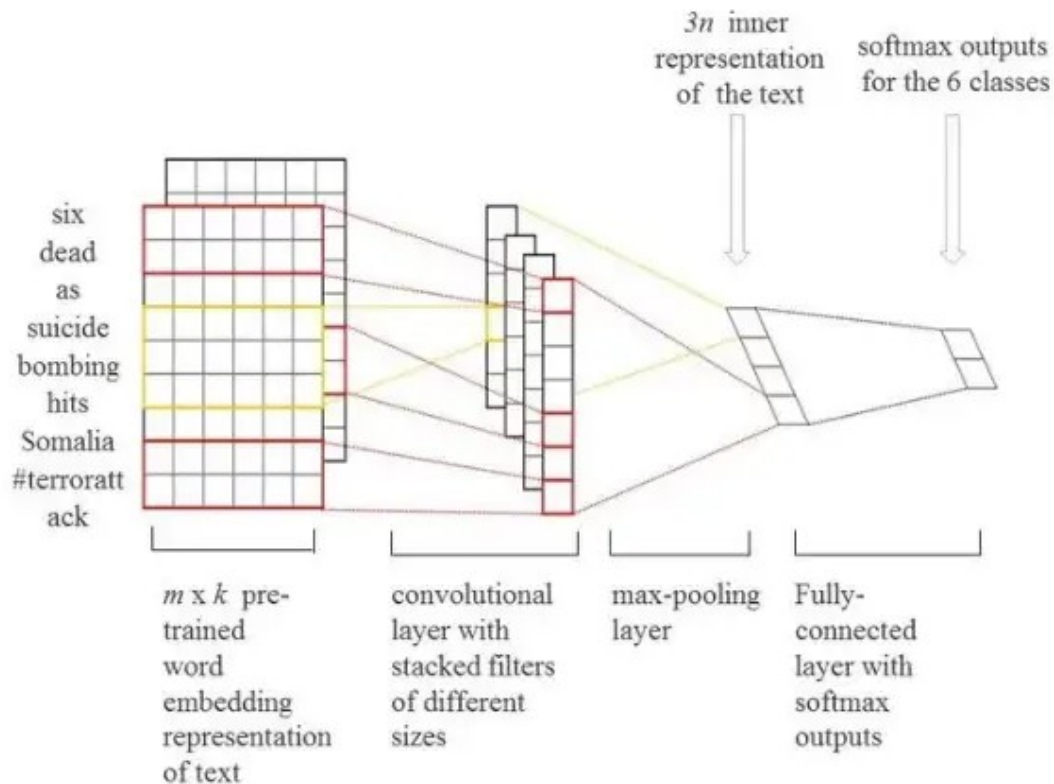 3n inner
representation
of the text
softmax outputs
for the 6 classes
six
dead
as
suicide
bombing
hits
Somalia
#terroratt
ack
m x k pre-
trained
word
embedding
representation
of text
convolutional
layer with
stacked filters
of different
sizes
max-pooling
layer
Fully-
connected
layer with
softmax
outputs